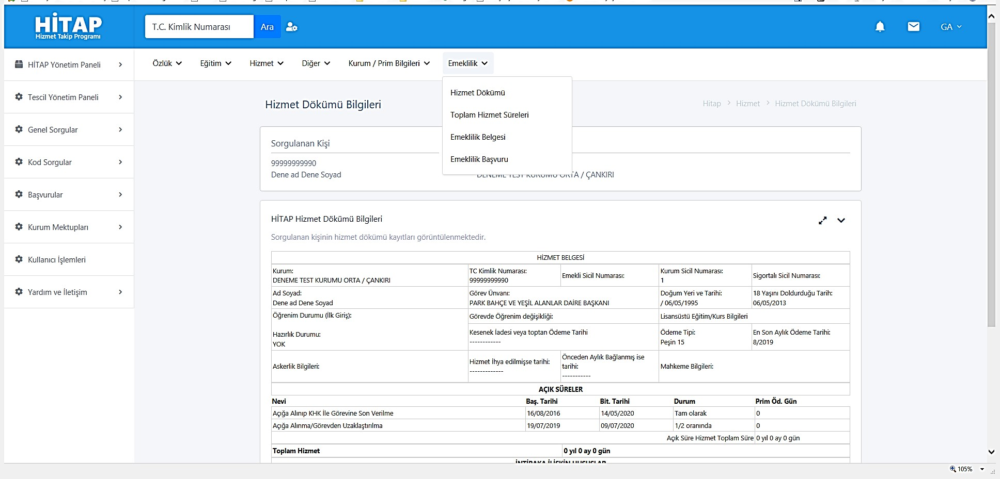 HİTAP
Hizmet Takip Programı
T.C. Kimlik Numarası
Ara
GA
HİTAP Yönetim Paneli
Tescil Yönetim Paneli
Genel Sorgular
Kod Sorgular
Başvurular
Kurum Mektupları
Kullanıcı İşlemleri
Yardım ve İletişim
Özlük
Eğitim
Hizmet
Diğer
Kurum / Prim Bilgileri
Emeklilik
Hizmet Dökümü
Toplam Hizmet Süreleri
Emeklilik Belgesi
Emeklilik Başvuru
Hizmet Dökümü Bilgileri
Hitap > Hizmet > Hizmet Dökümü Bilgileri
Sorgulanan Kişi
99999999990
Dene ad Dene Soyad
DENEME TEST KURUMU ORTA / ÇANKIRI
HİTAP Hizmet Dökümü Bilgileri
Sorgulanan kişinin hizmet dökümü kayıtları görüntülenmektedir.
HİZMET BELGESİ
Kurum:
DENEME TEST KURUMU ORTA / ÇANKIRI
TC Kimlik Numarası:
99999999990
Emekli Sicil Numarası:
Kurum Sicil Numarası:
1
Sigortalı Sicil Numarası:
Ad Soyad:
Dene ad Dene Soyad
Görev Ünvanı:
PARK BAHÇE VE YEŞİL ALANLAR DAİRE BAŞKANI
Doğum Yeri ve Tarihi:
/ 06/05/1995
18 Yaşını Doldurduğu Tarih:
06/05/2013
Öğrenim Durumu (İlk Giriş):
Hazırlık Durumu:
YOK
Görevde Öğrenim değişikliği:
Lisansüstü Eğitim/Kurs Bilgileri
Kesenek İadesi veya toptan Ödeme Tarihi
------------
Ödeme Tipi:
Peşin 15
En Son Aylık Ödeme Tarihi:
8/2019
Askerlik Bilgileri:
Hizmet İhya edilmişse tarihi:
-------------
Önceden Aylık Bağlanmış ise
tarihi:
-----------
Mahkeme Bilgileri:
AÇIK SÜRELER
Nevi Baş. Tarihi Bit. Tarihi Durum Prim Öd. Gün
Açığa Alınıp KHK İle Görevine Son Verilme 16/08/2016 14/05/2020 Tam olarak 0
Açığa Alınma/Görevden Uzaklaştırılma 19/07/2019 09/07/2020 1/2 oranında 0
Açık Süre Hizmet Toplam Süre 0 yıl 0 ay 0 gün
Toplam Hizmet 0 yıl 0 ay 0 gün
İNTİBAKA İLİŞKİN HUSUSLAR
105%